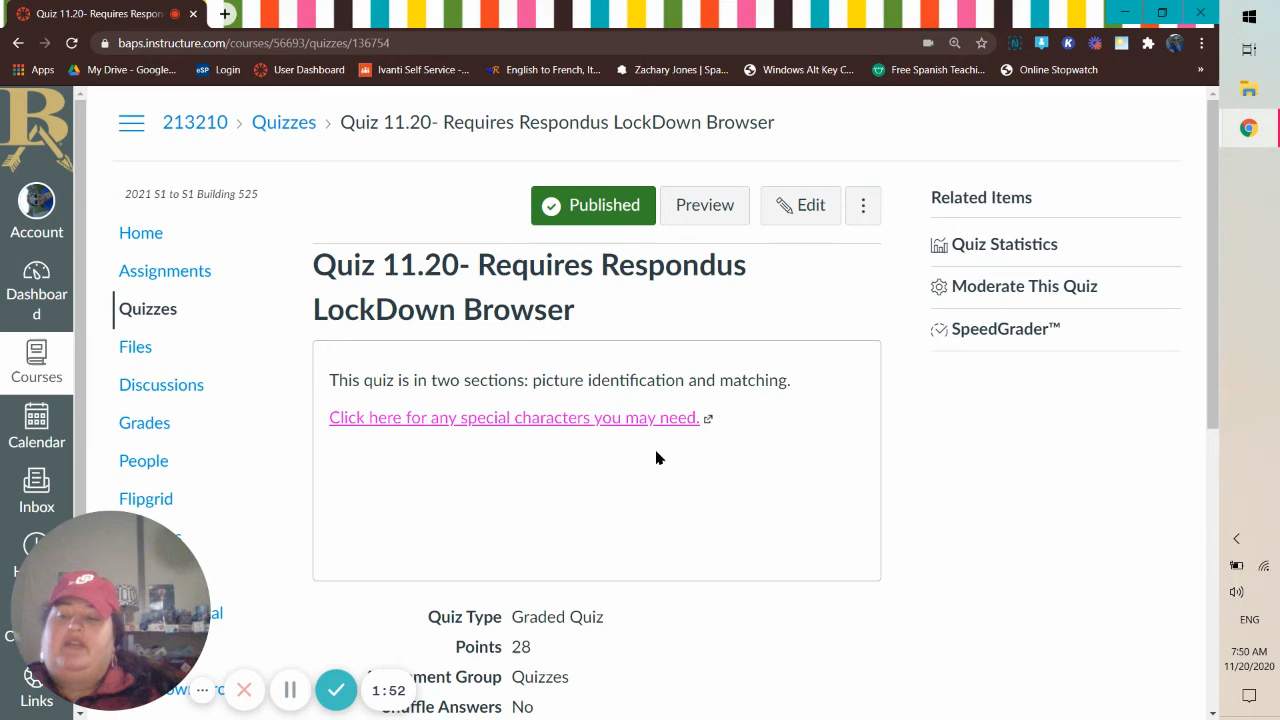 Quiz 11.20- Requires Respon
baps.instructure.com/courses/56693/quizzes/136754
Apps
My Drive - Google...
Login
User Dashboard
Ivanti Self Service -...
English to French, It...
Zachary Jones | Spa...
Windows Alt Key C...
Free Spanish Teachi...
Online Stopwatch
213210 › Quizzes › Quiz 11.20- Requires Respondus LockDown Browser
2021 S1 to S1 Building 525
Published
Preview
Edit
Related Items
Account
Dashboar
d
Courses
Calendar
Inbox
Links
Home
Assignments
Quizzes
Files
Discussions
Grades
People
Flipgrid
Quiz Statistics
Moderate This Quiz
SpeedGrader™
Quiz 11.20- Requires Respondus
LockDown Browser
This quiz is in two sections: picture identification and matching.
Click here for any special characters you may need.
Quiz Type Graded Quiz
Points 28
ment Group Quizzes
uffle Answers No
1:52
ENG
7:50 AM
11/20/2020